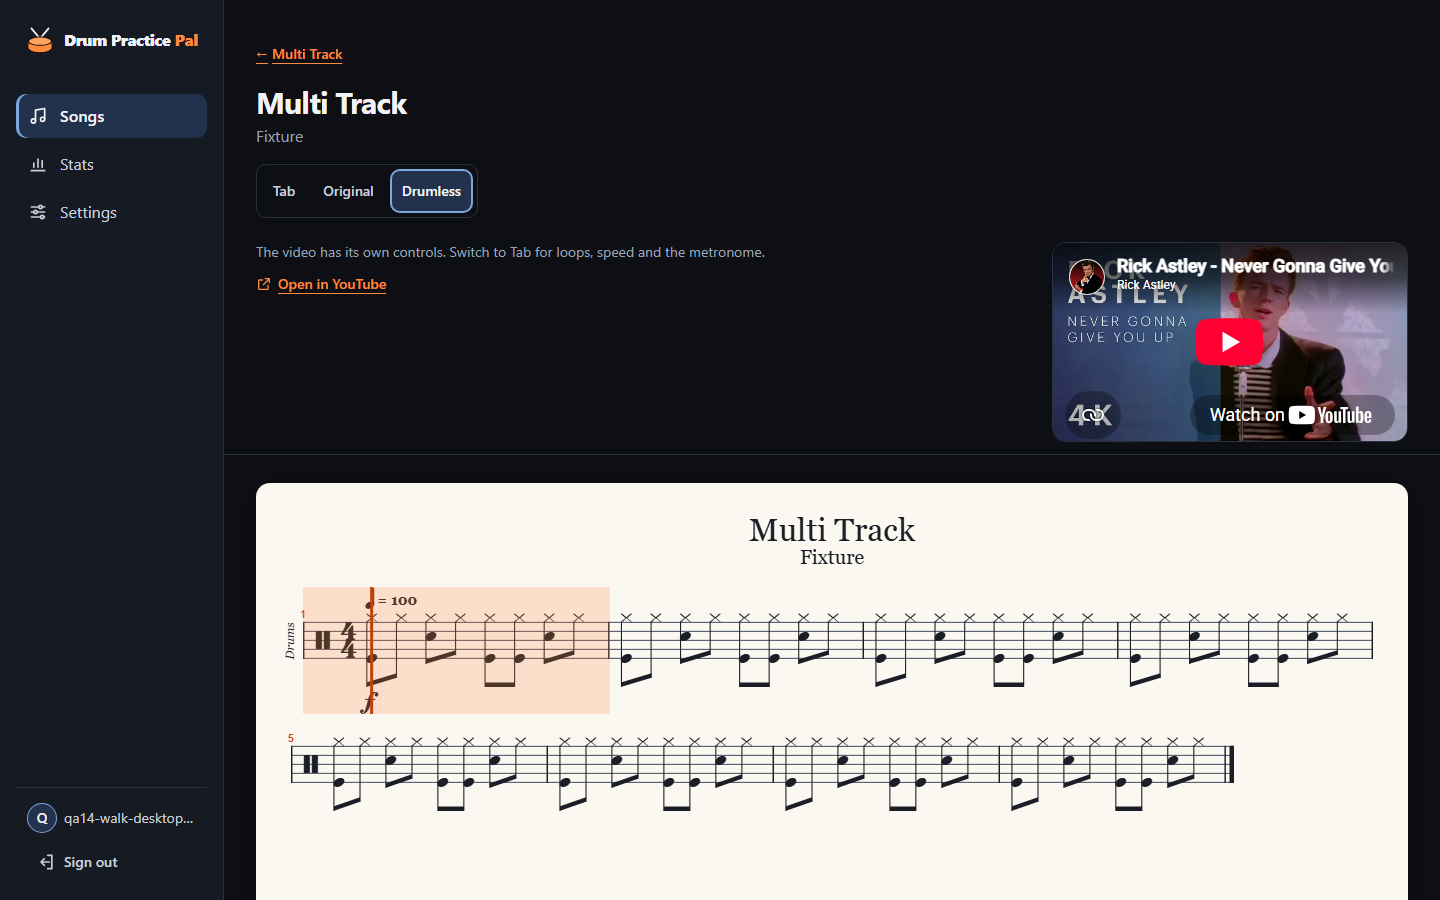 Drum Practice Pal
Songs
Stats
Settings
qa14-walk-desktop...
Sign out
← Multi Track
Multi Track
Fixture
Tab
Original
Drumless
The video has its own controls. Switch to Tab for loops, speed and the metronome.
Open in YouTube
Rick Astley - Never Gonna Give You
Rick Astley
ASTLEY
NEVER GONNA
GIVE YOU UP
4K
Watch on YouTube
Multi Track
Fixture
= 100
1
Drums
4
4
f
5
Q